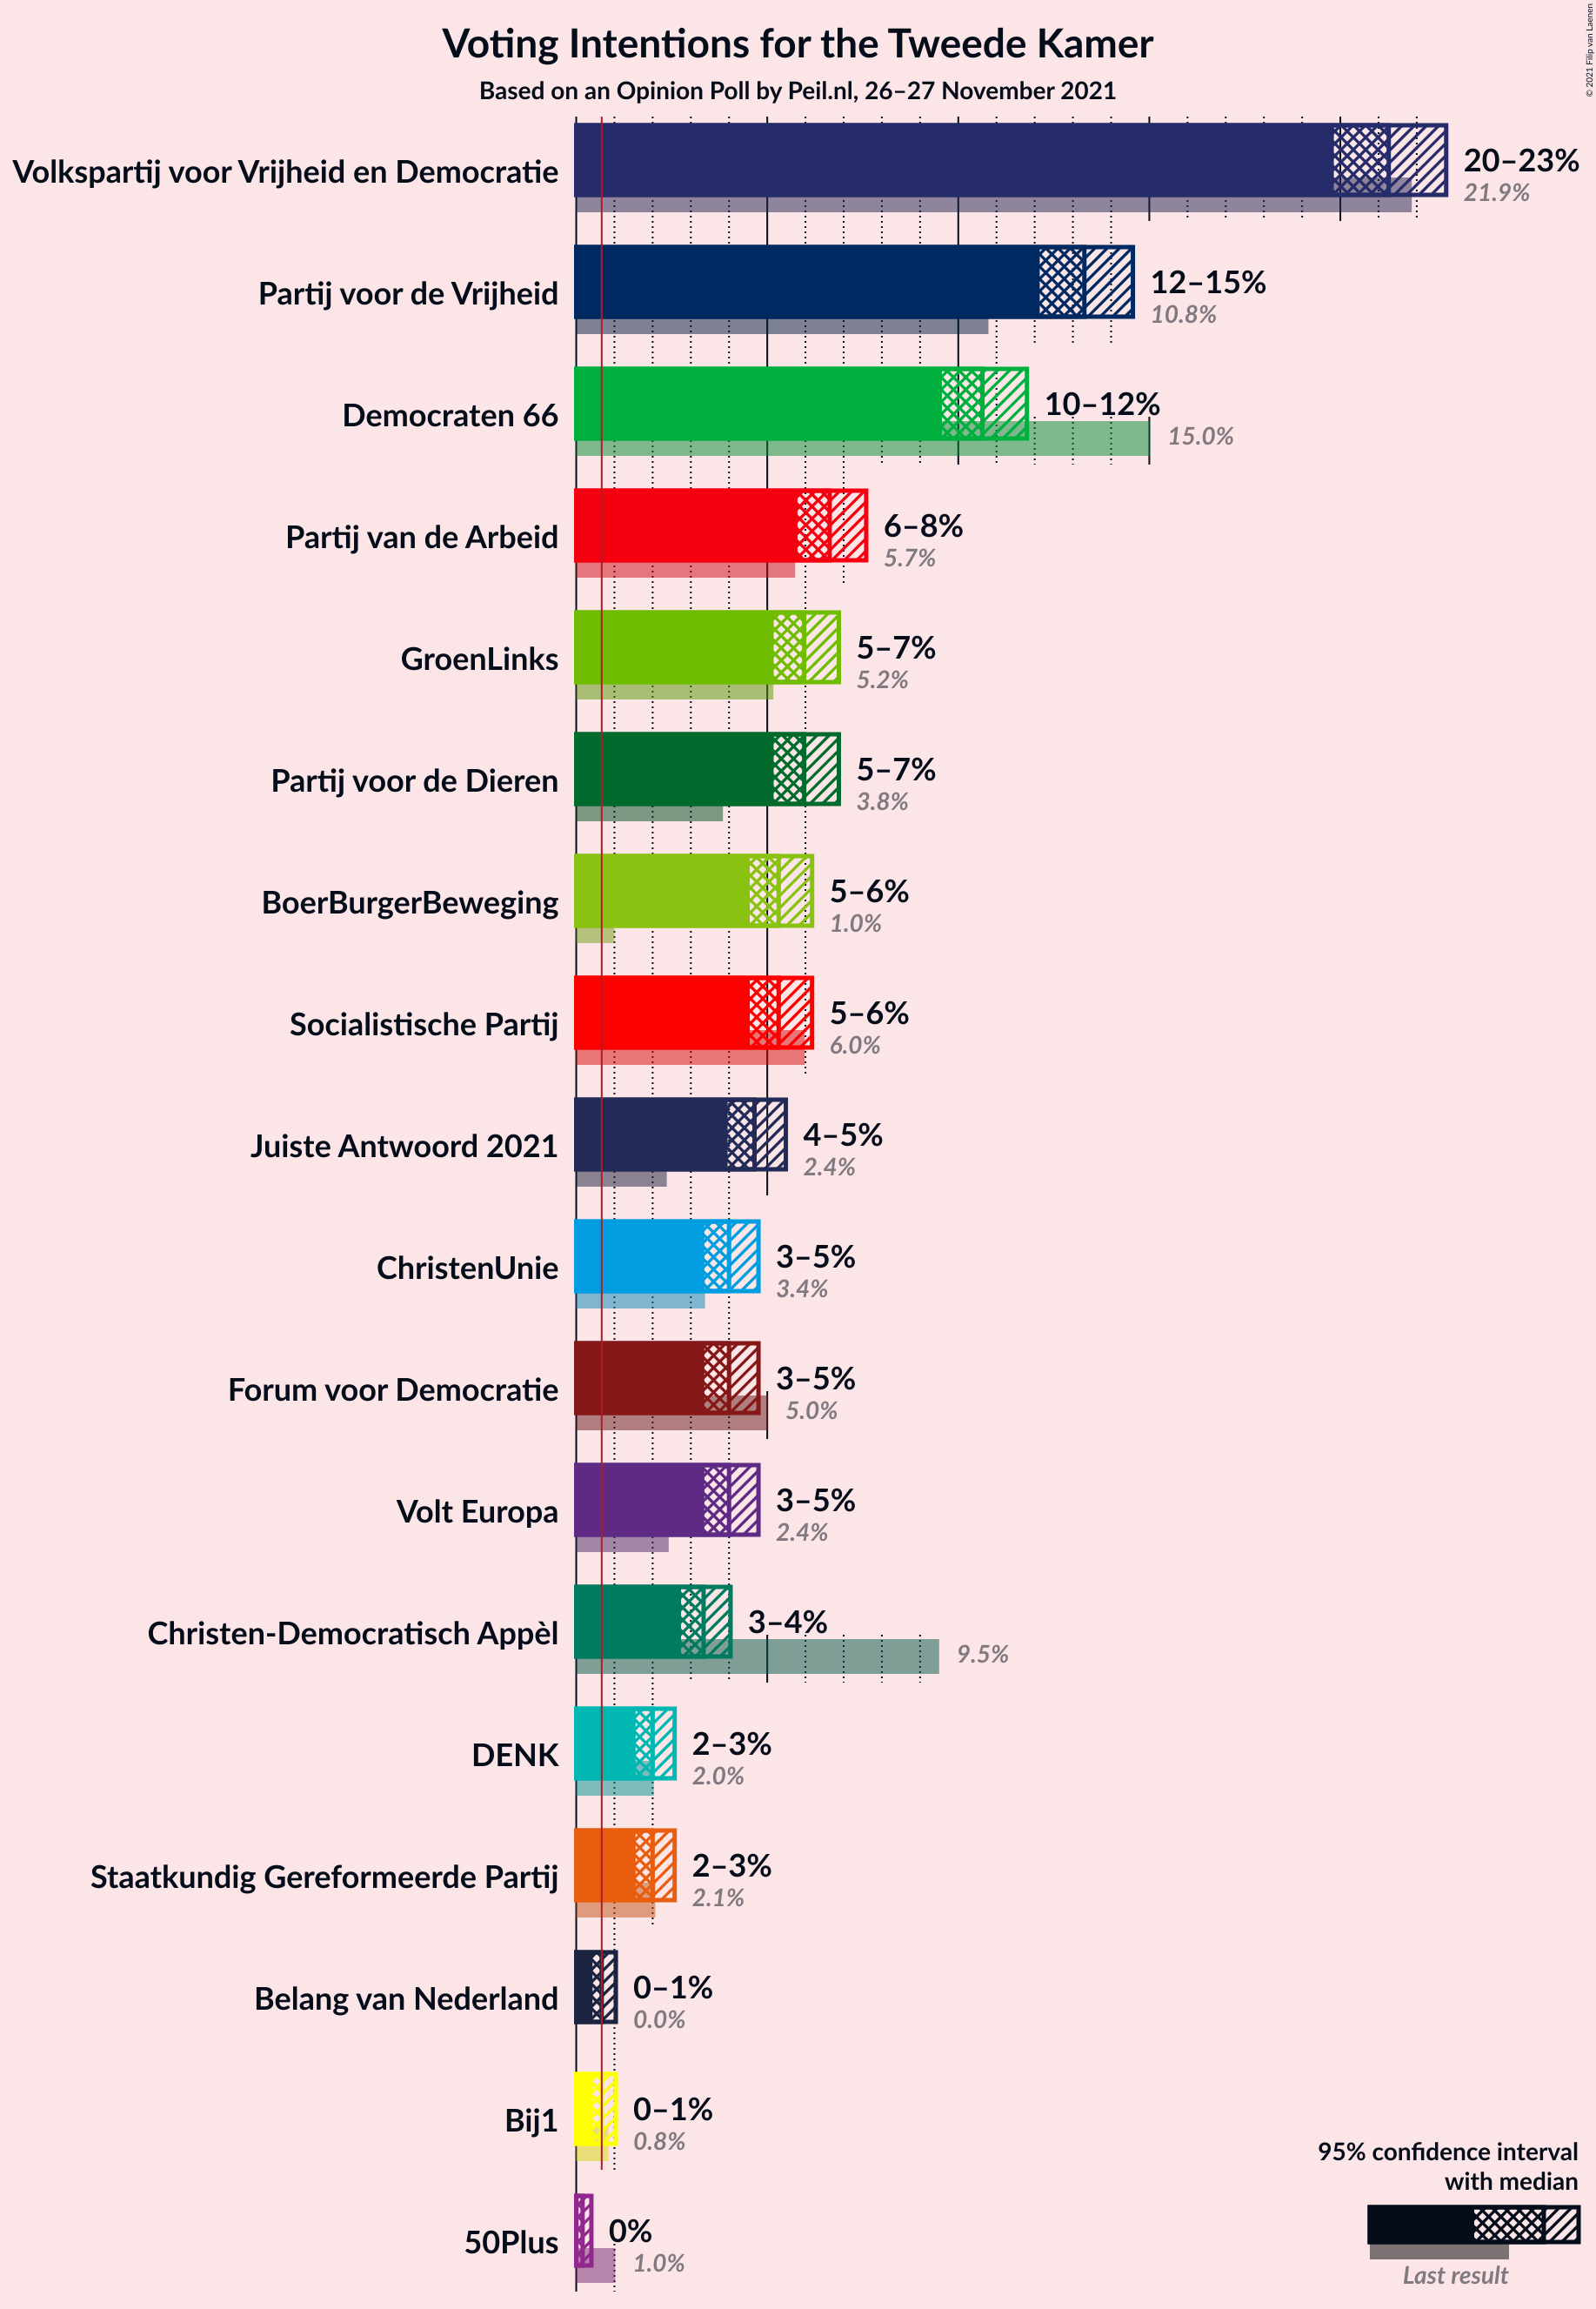 Voting Intentions for the Tweede Kamer
Based on an Opinion Poll by Peil.nl, 26–27 November 2021
© 2021 Filip van Laenen
Volkspartij voor Vrijheid en Democratie
20–23%
21.9%
Partij voor de Vrijheid
12–15%
10.8%
Democraten 66
10–12%
15.0%
Partij van de Arbeid
6–8%
5.7%
GroenLinks
5–7%
5.2%
Partij voor de Dieren
5–7%
3.8%
BoerBurgerBeweging
5–6%
1.0%
Socialistische Partij
5–6%
6.0%
Juiste Antwoord 2021
4–5%
2.4%
ChristenUnie
3–5%
3.4%
Forum voor Democratie
3–5%
5.0%
Volt Europa
3–5%
2.4%
Christen-Democratisch Appèl
3–4%
9.5%
DENK
2–3%
2.0%
Staatkundig Gereformeerde Partij
2–3%
2.1%
Belang van Nederland
0–1%
0.0%
Bij1
0–1%
0.8%
50Plus
0%
1.0%
95% confidence interval
with median
Last result